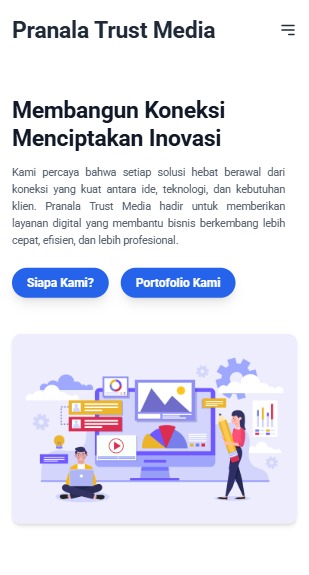 Pranala Trust Media
Membangun Koneksi
Menciptakan Inovasi
Kami percaya bahwa setiap solusi hebat berawal dari
koneksi yang kuat antara ide, teknologi, dan kebutuhan
klien. Pranala Trust Media hadir untuk memberikan
layanan digital yang membantu bisnis berkembang lebih
cepat, efisien, dan lebih profesional.
Siapa Kami?
Portofolio Kami